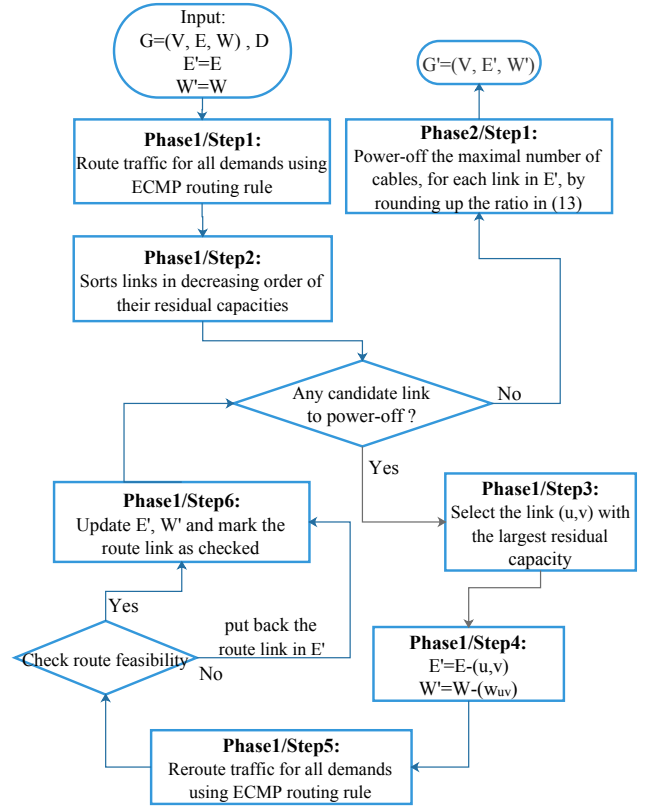 Input:
G=(V, E, W) , D
E'=E
W'=W
Phase1/Step1:
Route traffic for all demands using
ECMP routing rule
Phase1/Step2:
Sorts links in decreasing order of
their residual capacities
Any candidate link
to power-off ?
No
Phase2/Step1:
Power-off the maximal number of
cables, for each link in E', by
rounding up the ratio in (13)
G'=(V, E', W')
Yes
Phase1/Step3:
Select the link (u,v) with
the largest residual
capacity
Phase1/Step4:
E'=E-(u,v)
W'=W-(wuv)
Phase1/Step5:
Reroute traffic for all demands
using ECMP routing rule
Check route feasibility
Yes
No
put back the
route link in E'
Phase1/Step6:
Update E', W' and mark the
route link as checked